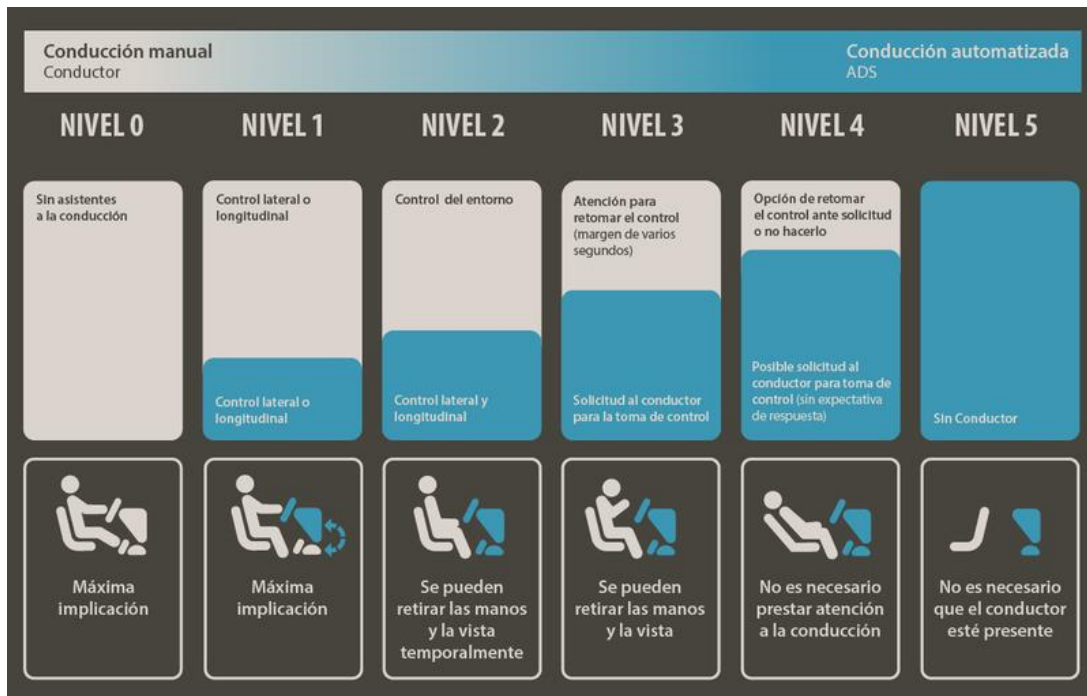 Conducción manual
Conductor
Conducción automatizada
ADS
NIVEL 0
NIVEL 1
NIVEL 2
NIVEL 3
NIVEL 4
NIVEL 5
Sin asistentes
a la conducción
Control lateral o
longitudinal
Control del entorno
Atención para
retomar el control
(margen de varios
segundos)
Opción de retomar
el control ante solicitud
o no hacerlo
Control lateral o
longitudinal
Control lateral y
longitudinal
Solicitud al conductor
para la toma de control
Posible solicitud al
conductor para toma de
control (sin expectativa
de respuesta)
Sin Conductor
Máxima
implicación
Máxima
implicación
Se pueden
retirar las manos
y la vista
temporalmente
Se pueden
retirar las manos
y la vista
No es necesario
prestar atención
a la conducción
No es necesario
que el conductor
esté presente